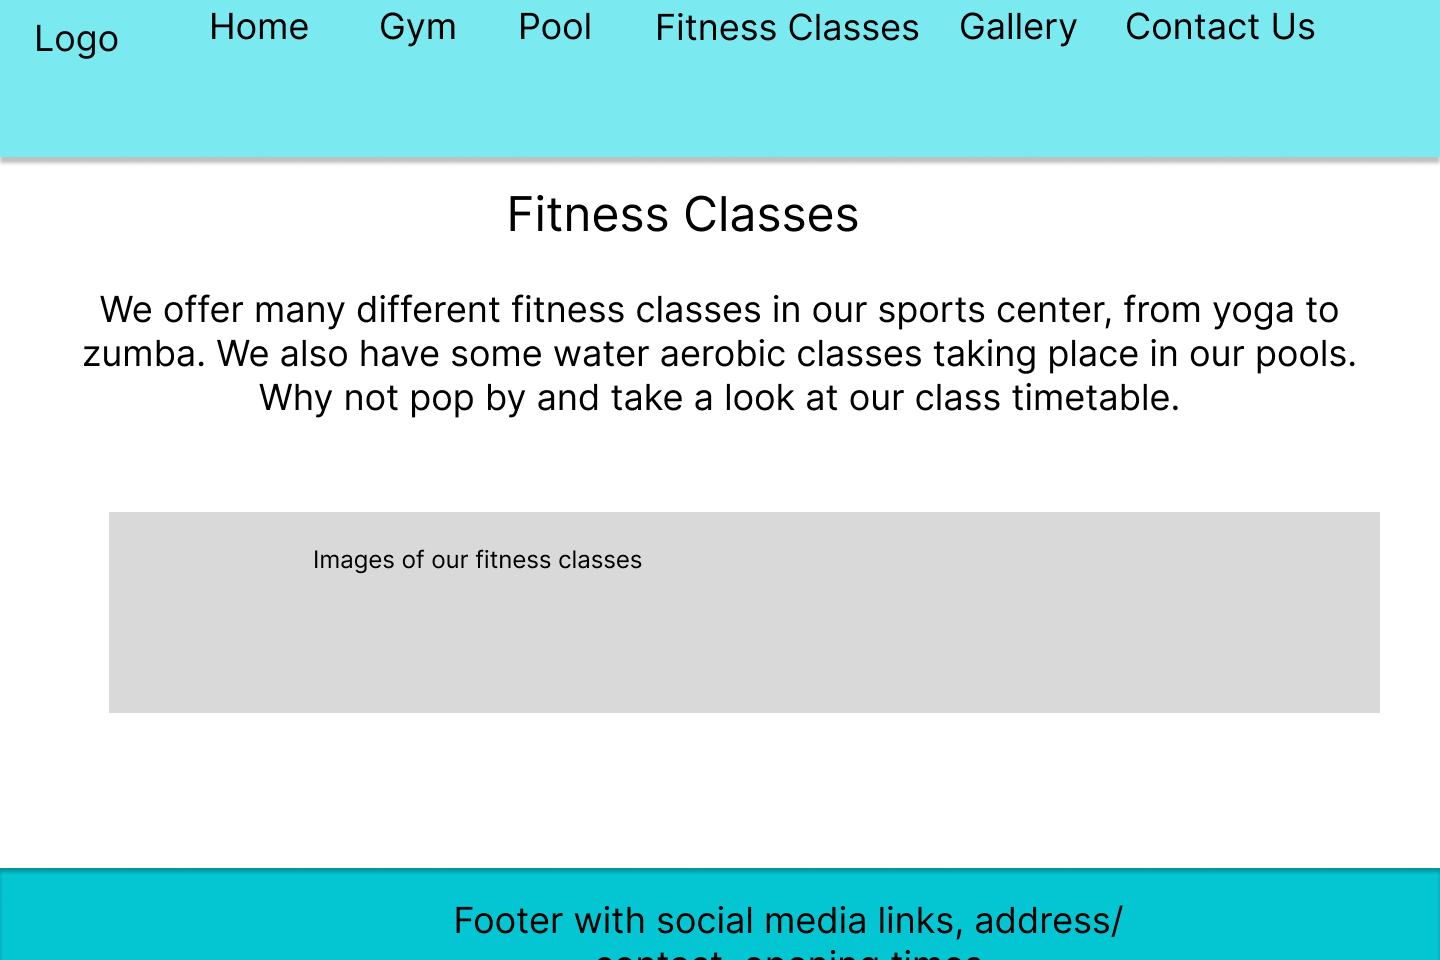 Logo
Home Gym Pool Fitness Classes Gallery Contact Us
Fitness Classes
We offer many different fitness classes in our sports center, from yoga to
zumba. We also have some water aerobic classes taking place in our pools.
Why not pop by and take a look at our class timetable.
Images of our fitness classes
Footer with social media links, address/
contact, opening times